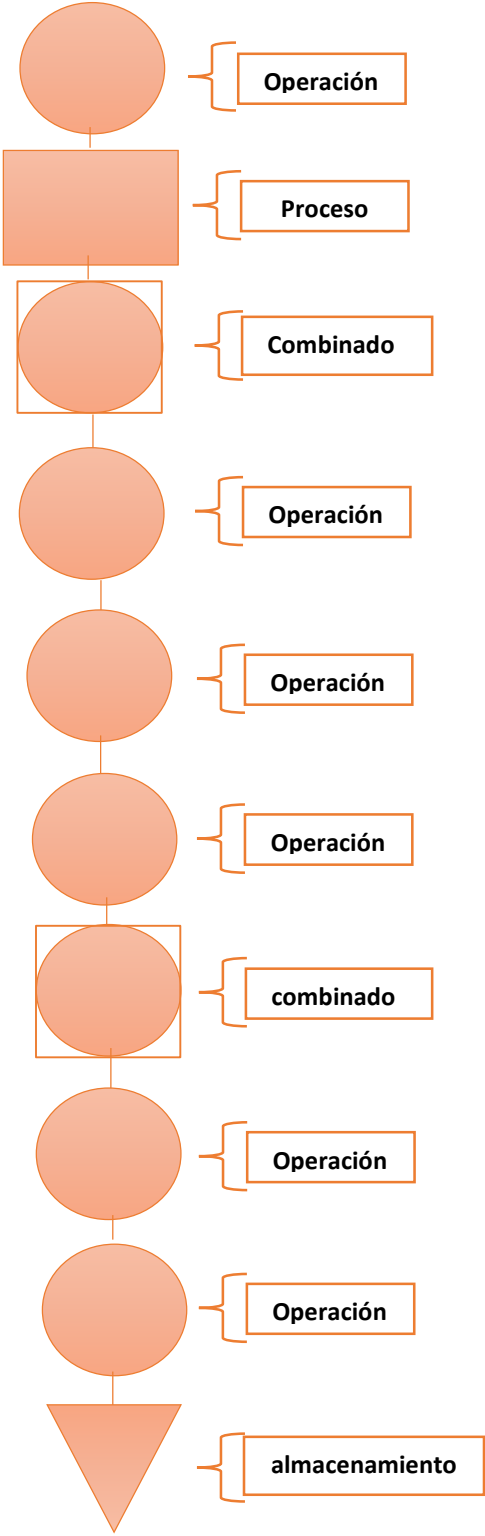 Operación
Proceso
Combinado
Operación
Operación
Operación
combinado
Operación
Operación
almacenamiento